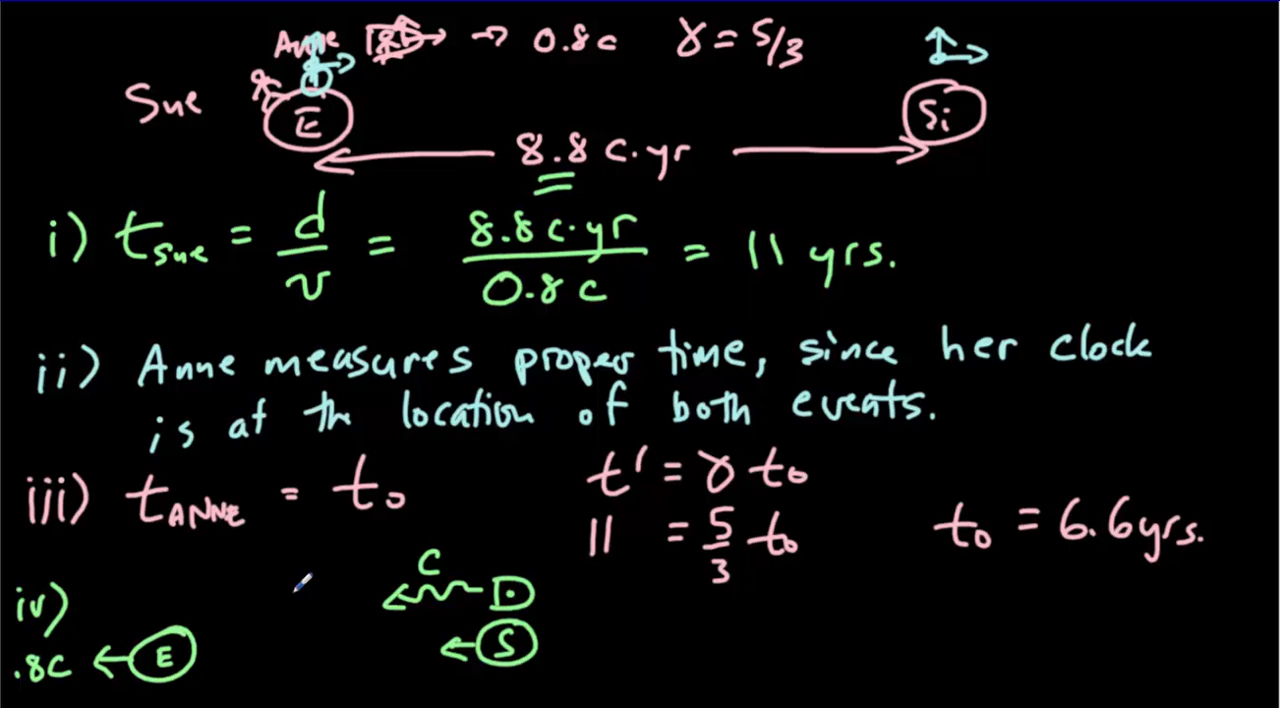 Anne → 0.8c γ = 5/3
Sue E Si
8.8 c·yr
i) t_sue = d/v = 8.8 c·yr / 0.8 c = 11 yrs.
ii) Anne measures proper time, since her clock
is at the location of both events.
iii) t_ANNE = t₀ t' = γ t₀
11 = 5/3 t₀ t₀ = 6.6 yrs.
iv) C
.8c ← E ← S